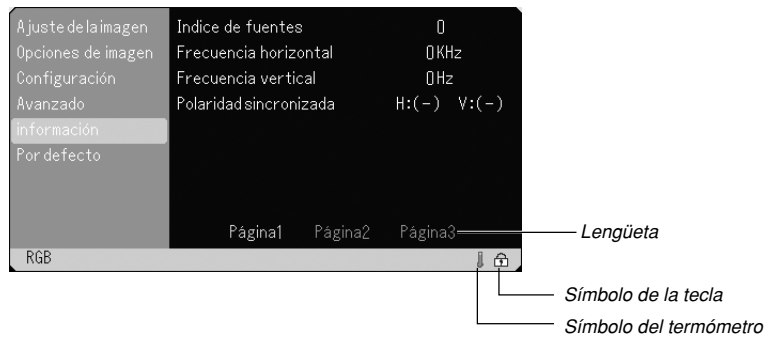 Ajuste de la imagen
Opciones de imagen
Configuración
Avanzado
información
Por defecto
Indice de fuentes 0
Frecuencia horizontal 0KHz
Frecuencia vertical 0Hz
Polaridad sincronizada H:(−) V:(−)
Página1 Página2 Página3
Lengüeta
RGB
Símbolo de la tecla
Símbolo del termómetro